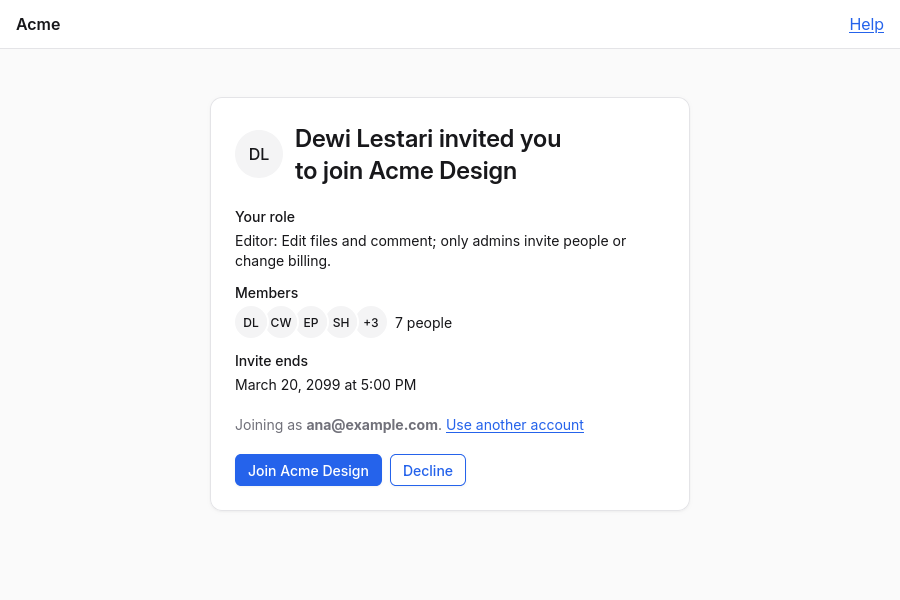 Acme
Help
DL
Dewi Lestari invited you
to join Acme Design
Your role
Editor: Edit files and comment; only admins invite people or
change billing.
Members
DL CW EP SH +3 7 people
Invite ends
March 20, 2099 at 5:00 PM
Joining as ana@example.com. Use another account
Join Acme Design
Decline